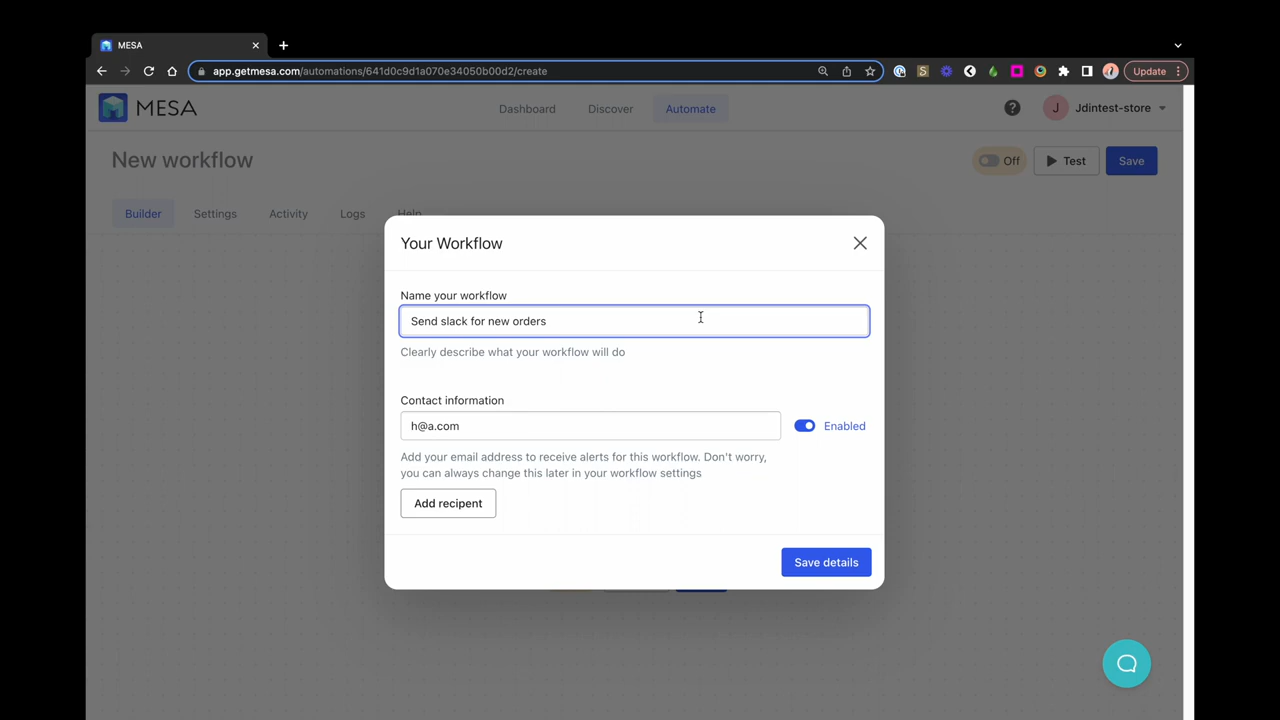 MESA
app.getmesa.com/automations/641d0c9d1a070e34050b00d2/create
S
Update
MESA
Dashboard
Discover
Automate
?
J
Jdintest-store
New workflow
Off
Test
Save
Builder
Settings
Activity
Logs
Help
Your Workflow
Name your workflow
Send slack for new orders
Clearly describe what your workflow will do
Contact information
h@a.com
Enabled
Add your email address to receive alerts for this workflow. Don't worry,
you can always change this later in your workflow settings
Add recipent
Save details